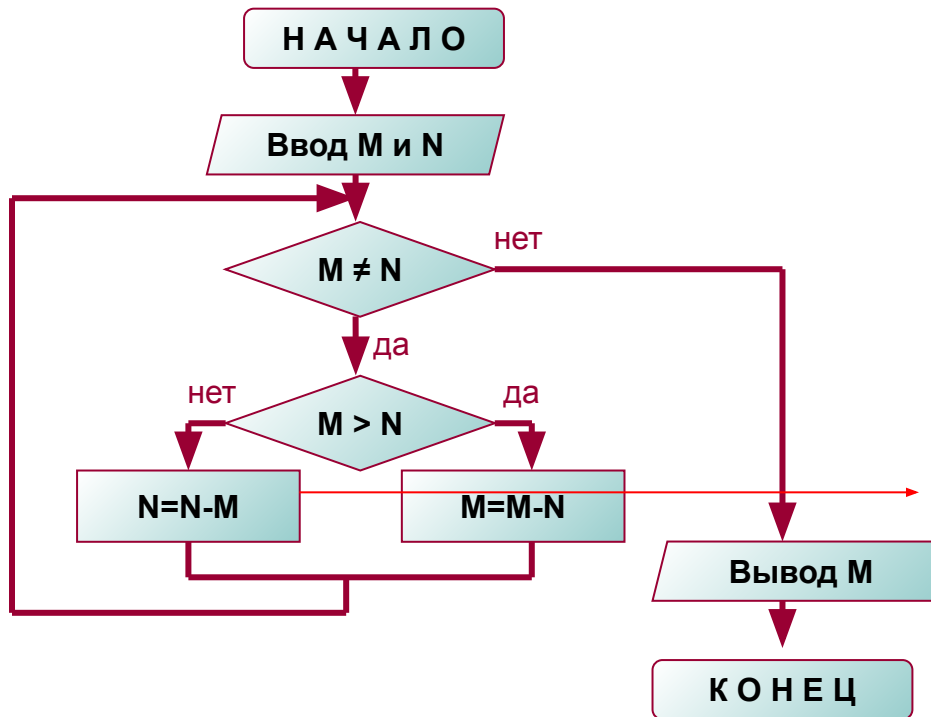 Н А Ч А Л О
Ввод M и N
нет
M ≠ N
да
нет
да
M > N
N=N-M
M=M-N
Вывод M
К О Н Е Ц